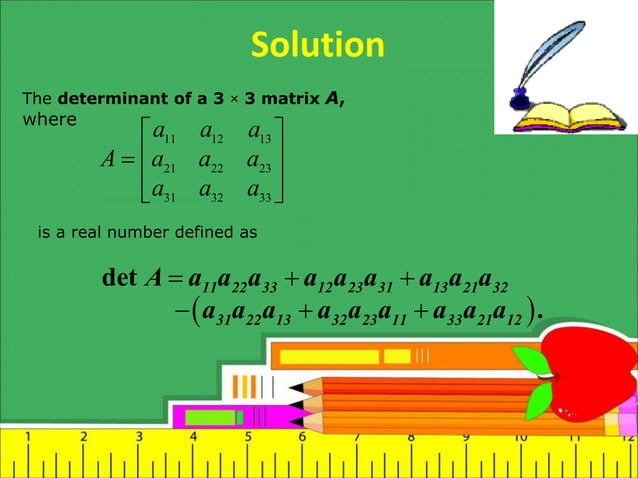 Solution
The determinant of a 3 × 3 matrix A,
where
A = [a₁₁ a₁₂ a₁₃
a₂₁ a₂₂ a₂₃
a₃₁ a₃₂ a₃₃]
is a real number defined as
det A = a₁₁a₂₂a₃₃ + a₁₂a₂₃a₃₁ + a₁₃a₂₁a₃₂
−(a₃₁a₂₂a₁₃ + a₃₂a₂₃a₁₁ + a₃₃a₂₁a₁₂).
1 2 3 4 5 6 7 8 9 10 11 12